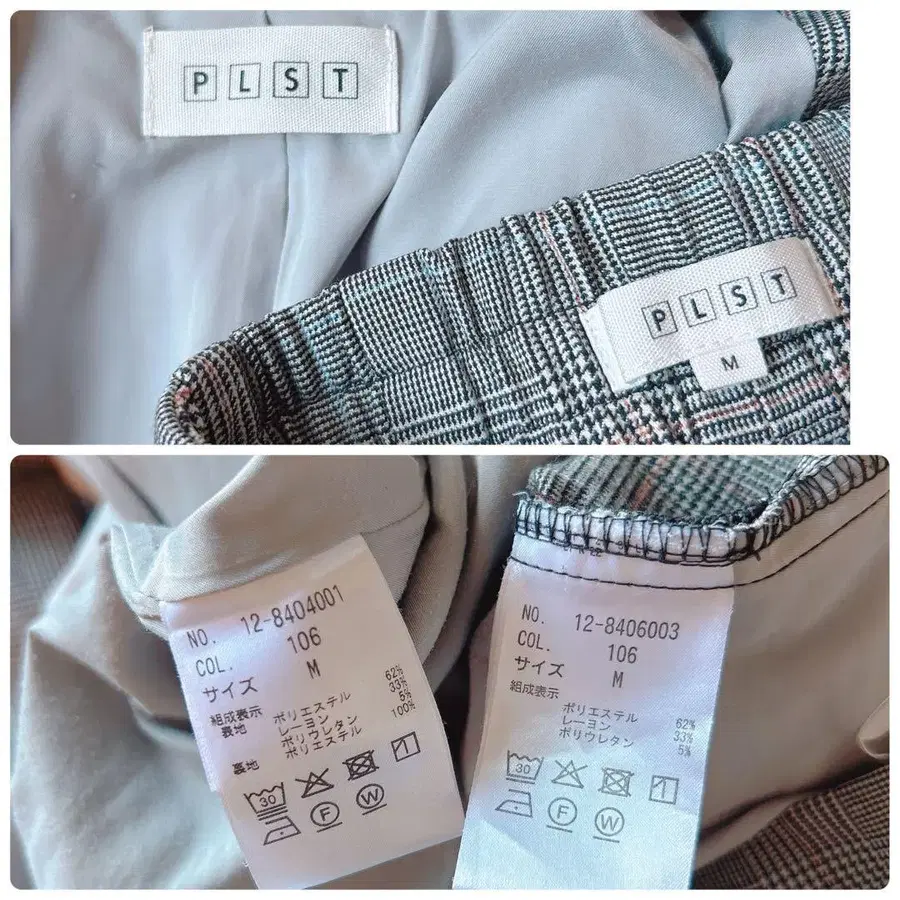 PLST
PLST
M
NO. 12-8404001
COL. 106
サイズ M
組成表示
表地 ポリエステル 62%
レーヨン 33%
ポリウレタン 5%
裏地 ポリエステル 100%
30
F W
NO. 12-8406003
COL. 106
サイズ M
組成表示
ポリエステル 62%
レーヨン 33%
ポリウレタン 5%
30
F W